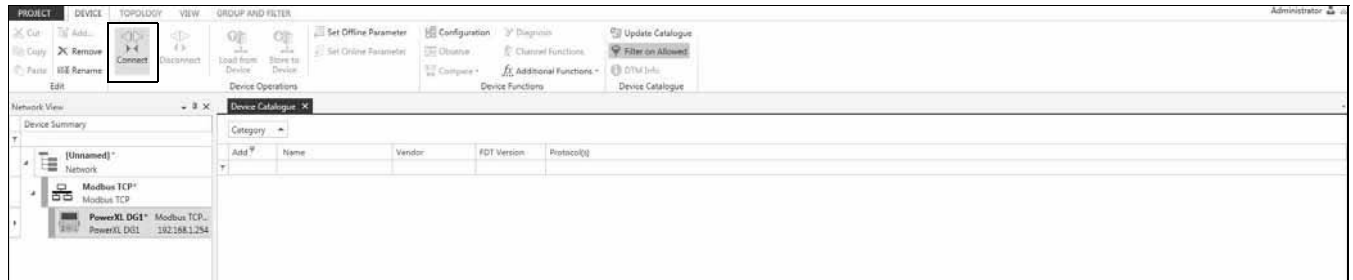 PROJECT DEVICE TOPOLOGY VIEW GROUP AND FILTER Administrator
Cut Add... Set Offline Parameter Configuration Diagnosis Update Catalogue
Copy Remove Connect Disconnect Load from Device Store to Device Set Online Parameter Observe Channel Functions Filter on Allowed
Paste Rename Compare Additional Functions DTM Info
Edit Device Operations Device Functions Device Catalogue
Network View Device Catalogue
Device Summary
Category
Add Name Vendor FDT Version Protocol(s)
[Unnamed]*
Network
Modbus TCP*
Modbus TCP
PowerXL DG1* Modbus TCP...
PowerXL DG1 192.168.1.254